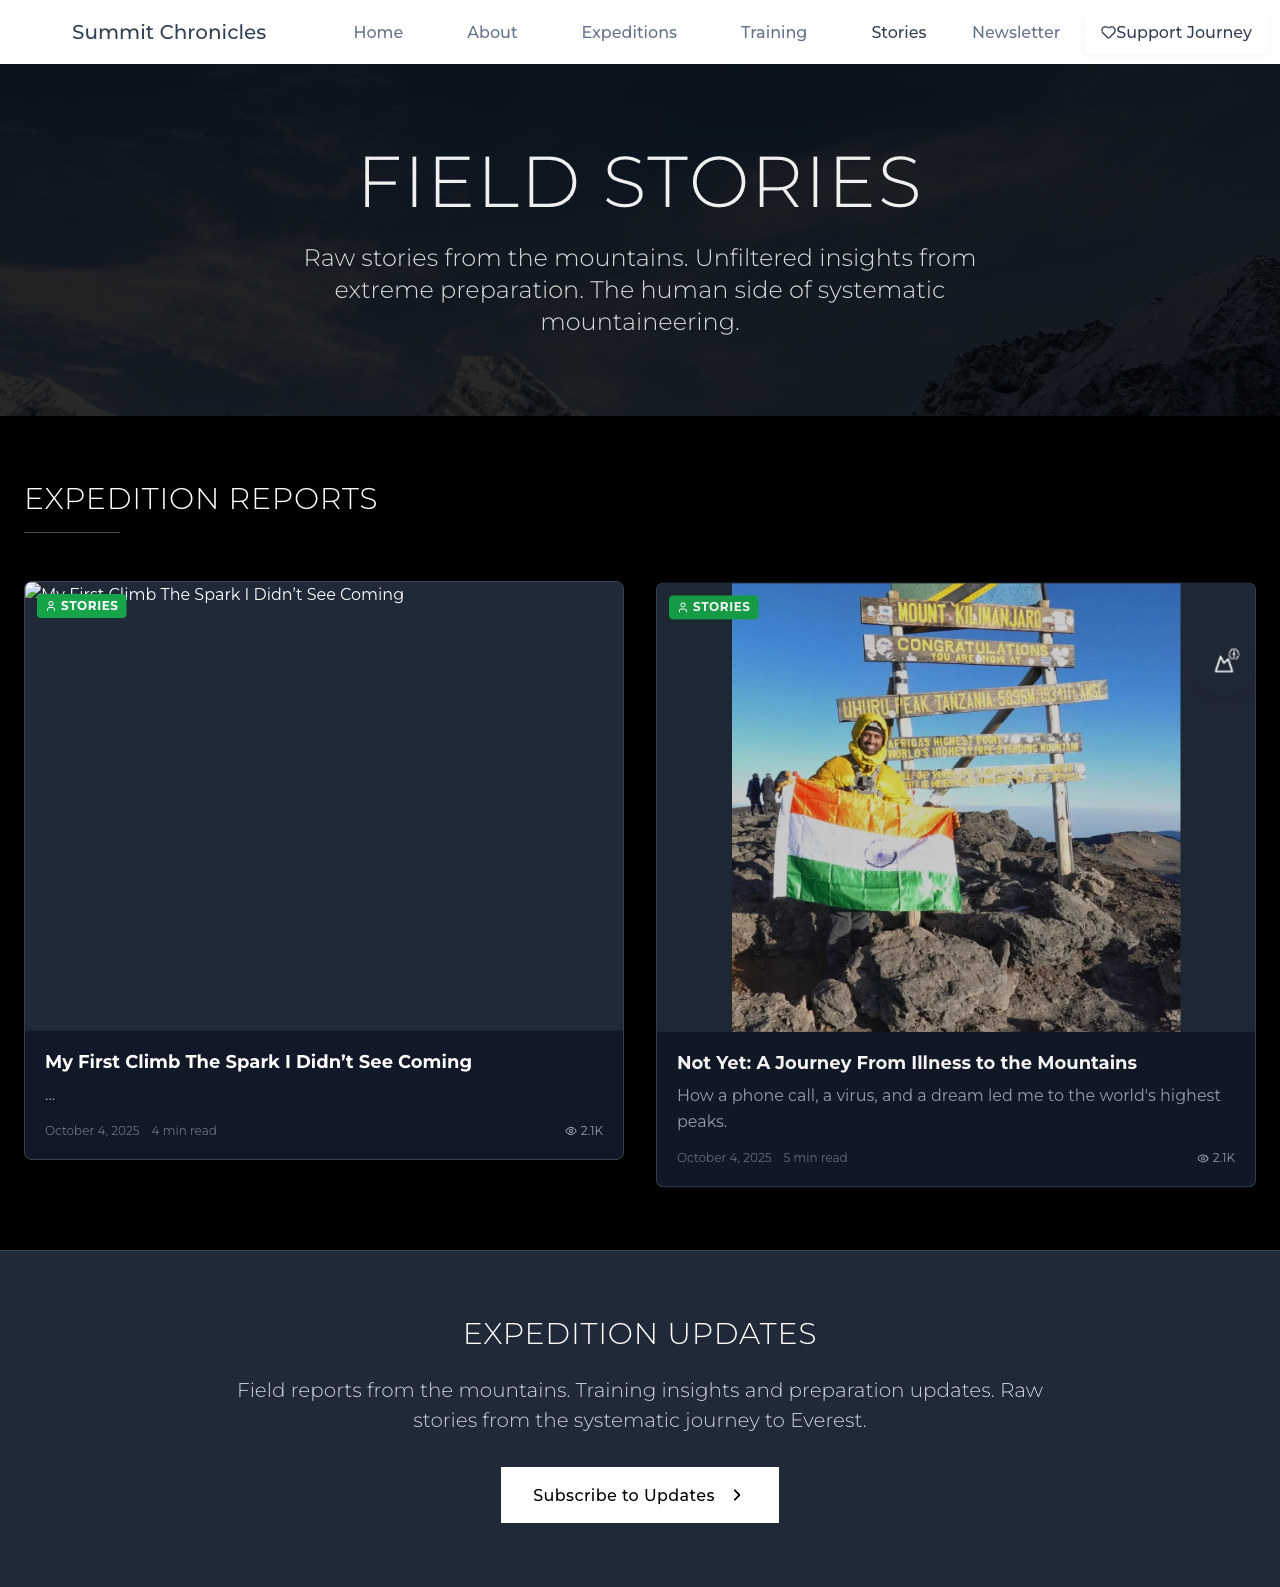 Summit Chronicles
Home
About
Expeditions
Training
Stories
Newsletter
Support Journey
FIELD STORIES
Raw stories from the mountains. Unfiltered insights from
extreme preparation. The human side of systematic
mountaineering.
EXPEDITION REPORTS
My First Climb The Spark I Didn’t See Coming
STORIES
My First Climb The Spark I Didn’t See Coming
...
October 4, 2025 4 min read
2.1K
STORIES
MOUNT KILIMANJARO
CONGRATULATIONS
YOU ARE NOW AT
UHURU PEAK, TANZANIA 5895M
AMSL
AFRICA'S HIGHEST POINT
WORLD'S HIGHEST FREE STANDING MOUNTAIN
Not Yet: A Journey From Illness to the Mountains
How a phone call, a virus, and a dream led me to the world's highest
peaks.
October 4, 2025 5 min read
2.1K
EXPEDITION UPDATES
Field reports from the mountains. Training insights and preparation updates. Raw
stories from the systematic journey to Everest.
Subscribe to Updates